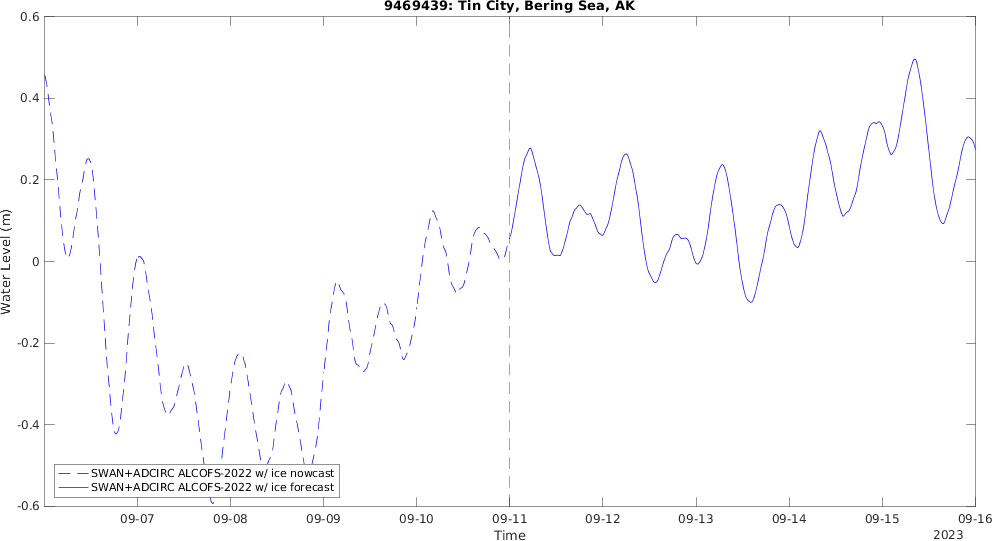 9469439: Tin City, Bering Sea, AK
0.6
0.4
0.2
0
-0.2
-0.4
-0.6
Water Level (m)
SWAN+ADCIRC ALCOFS-2022 w/ ice nowcast
SWAN+ADCIRC ALCOFS-2022 w/ ice forecast
09-07 09-08 09-09 09-10 09-11 09-12 09-13 09-14 09-15 09-16
Time
2023